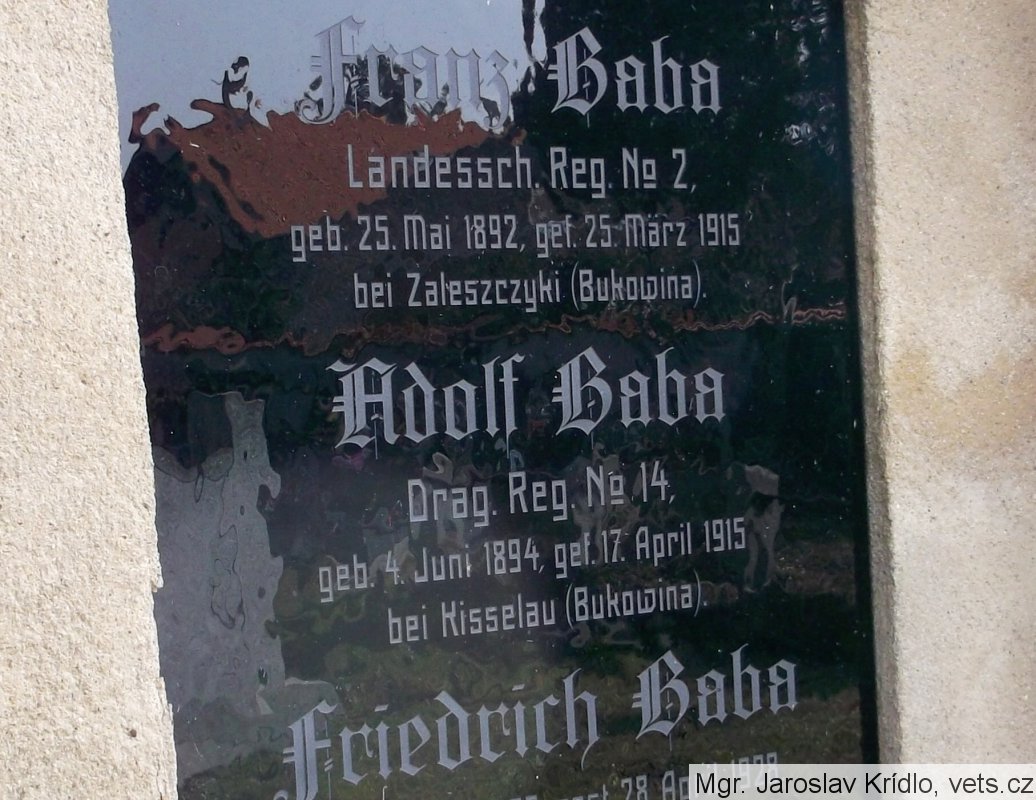 Franz Baba
Landessch. Reg. No 2,
geb. 25. Mai 1892, gef. 25. März 1915
bei Zaleszczyki (Bukowina).
Adolf Baba
Drag. Reg. No 14,
geb. 4. Juni 1894, gef. 17. April 1915
bei Kisselau (Bukowina).
Friedrich Baba
28. April
Mgr. Jaroslav Krídlo, vets.cz